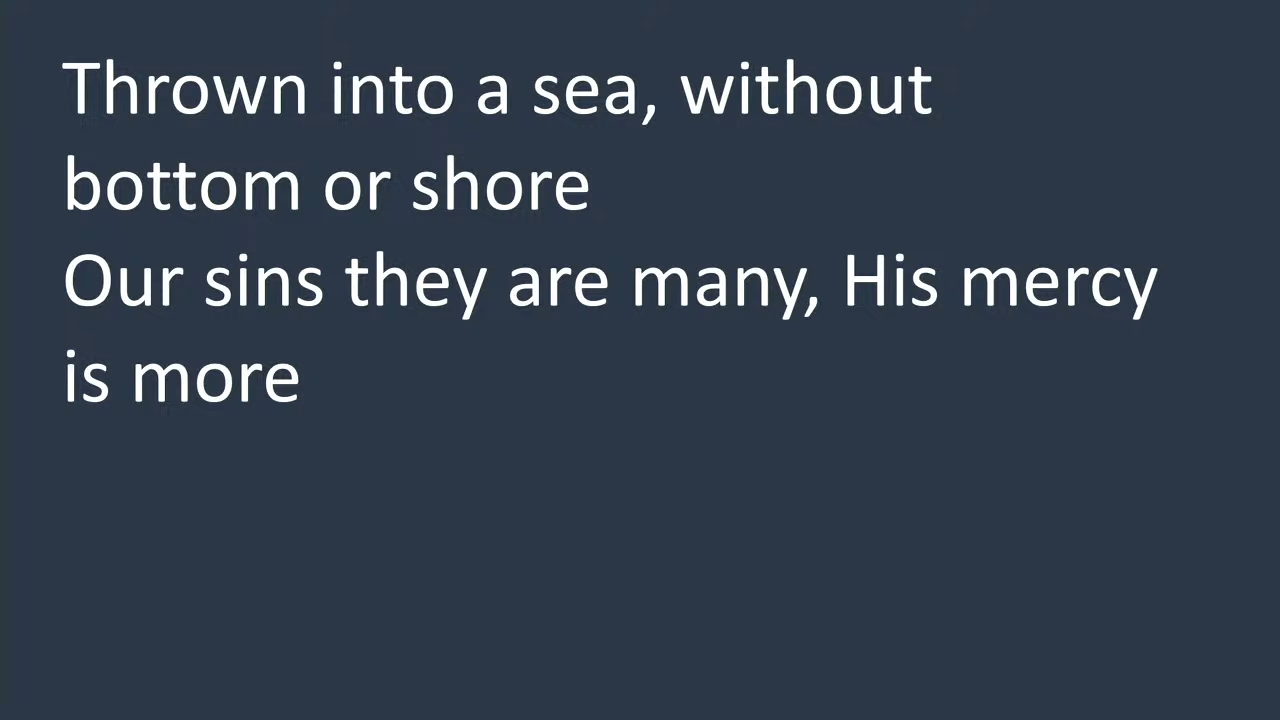 Thrown into a sea, without
bottom or shore
Our sins they are many, His mercy
is more